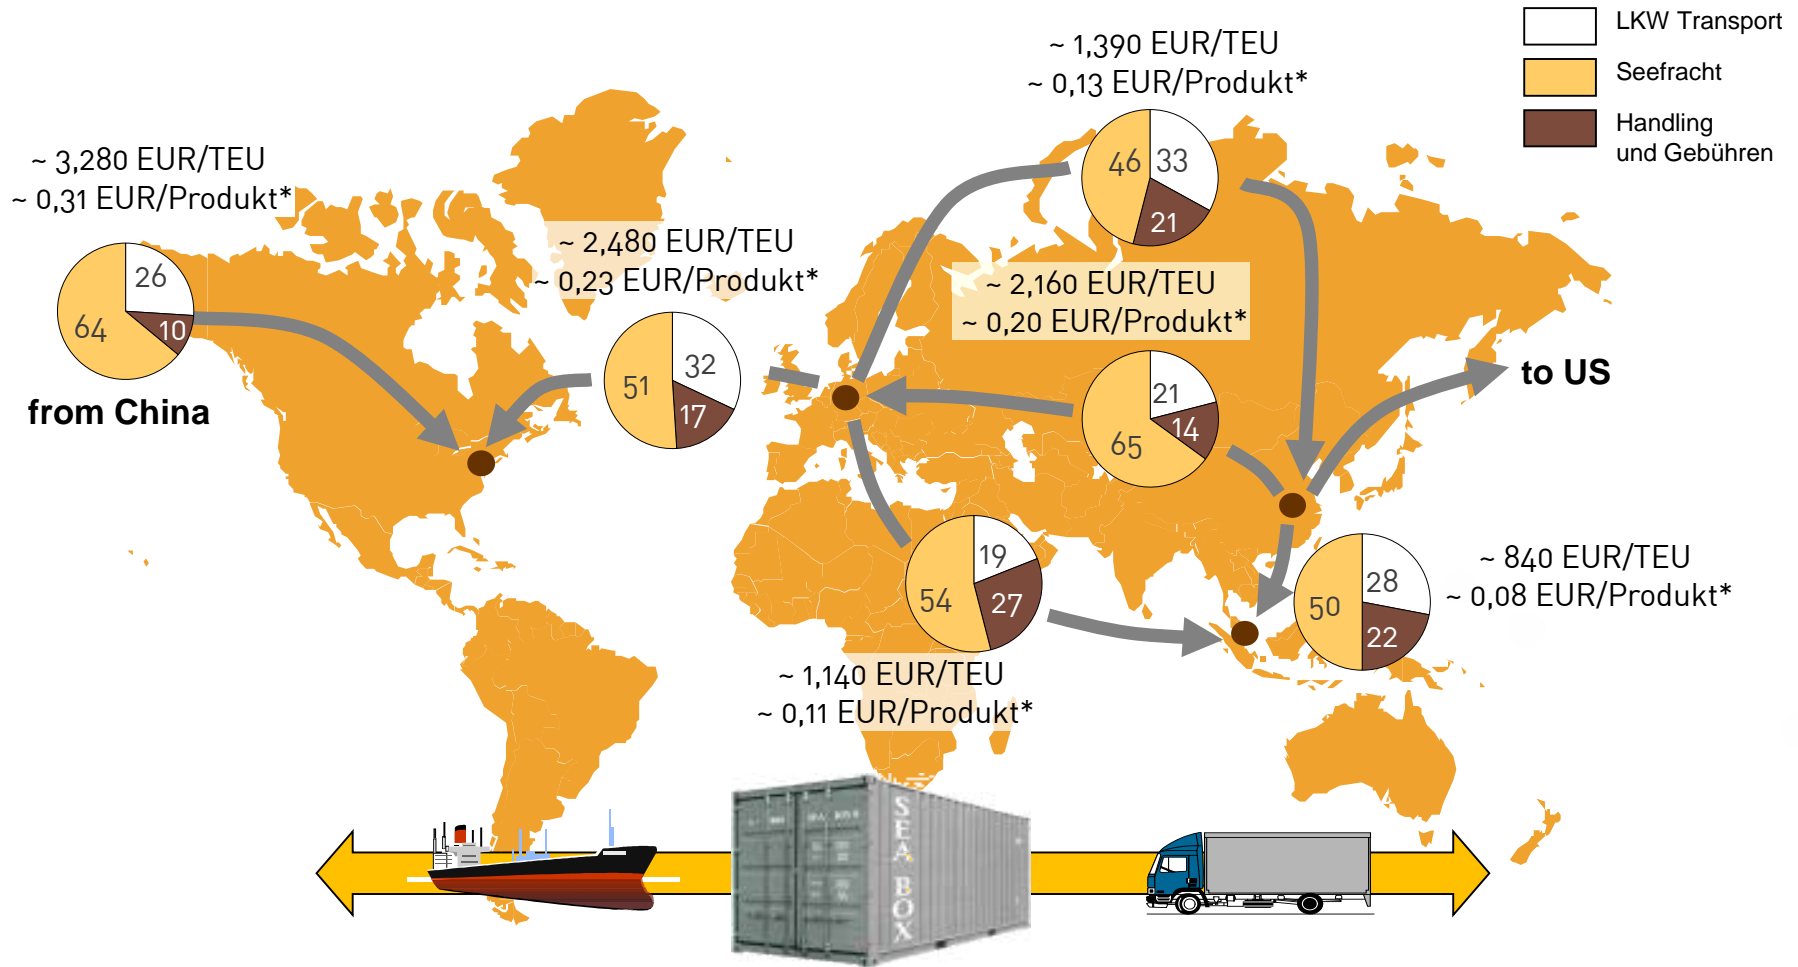 LKW Transport
Seefracht
Handling
und Gebühren
~ 1,390 EUR/TEU
~ 0,13 EUR/Produkt*
46
33
21
~ 3,280 EUR/TEU
~ 0,31 EUR/Produkt*
26
64
10
from China
~ 2,480 EUR/TEU
~ 0,23 EUR/Produkt*
32
51
17
~ 2,160 EUR/TEU
~ 0,20 EUR/Produkt*
21
14
65
to US
19
54
27
~ 1,140 EUR/TEU
~ 0,11 EUR/Produkt*
~ 840 EUR/TEU
~ 0,08 EUR/Produkt*
28
50
22
SEA BOX